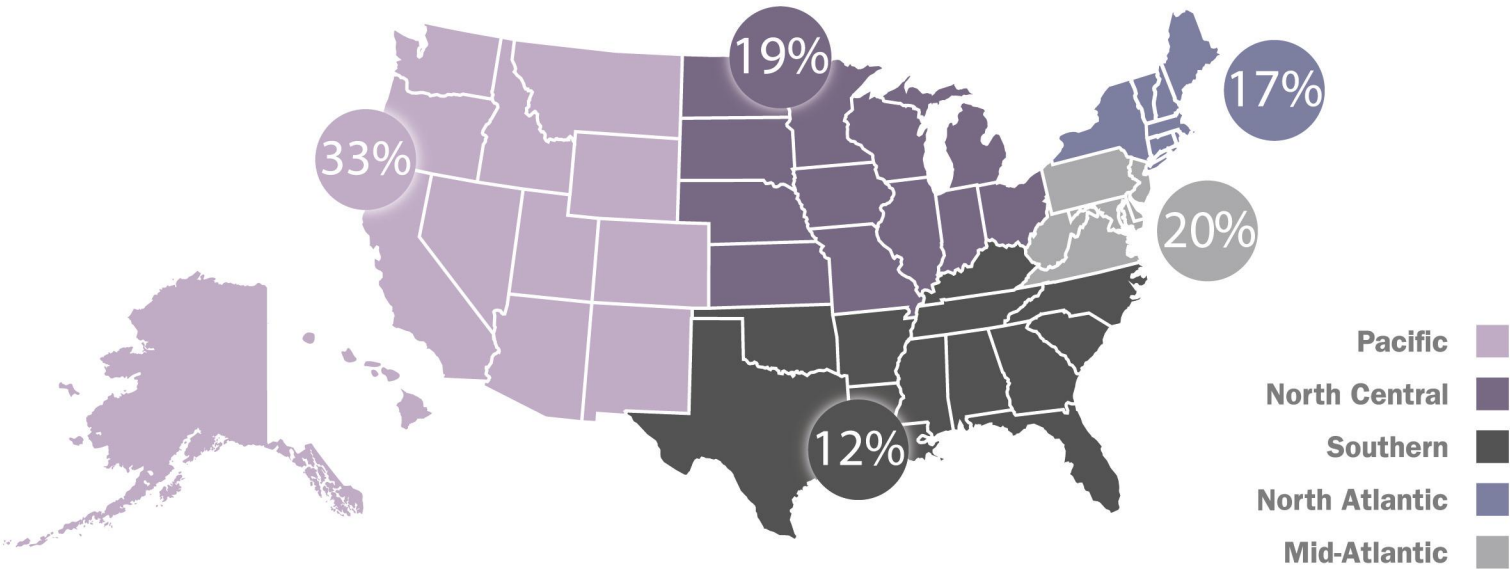 19%
17%
33%
20%
12%
Pacific
North Central
Southern
North Atlantic
Mid-Atlantic